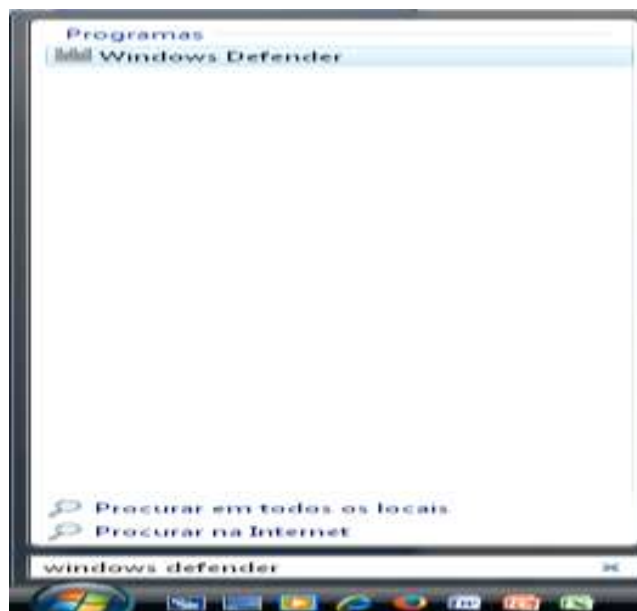 Programas
Windows Defender
Procurar em todos os locais
Procurar na Internet
windows defender